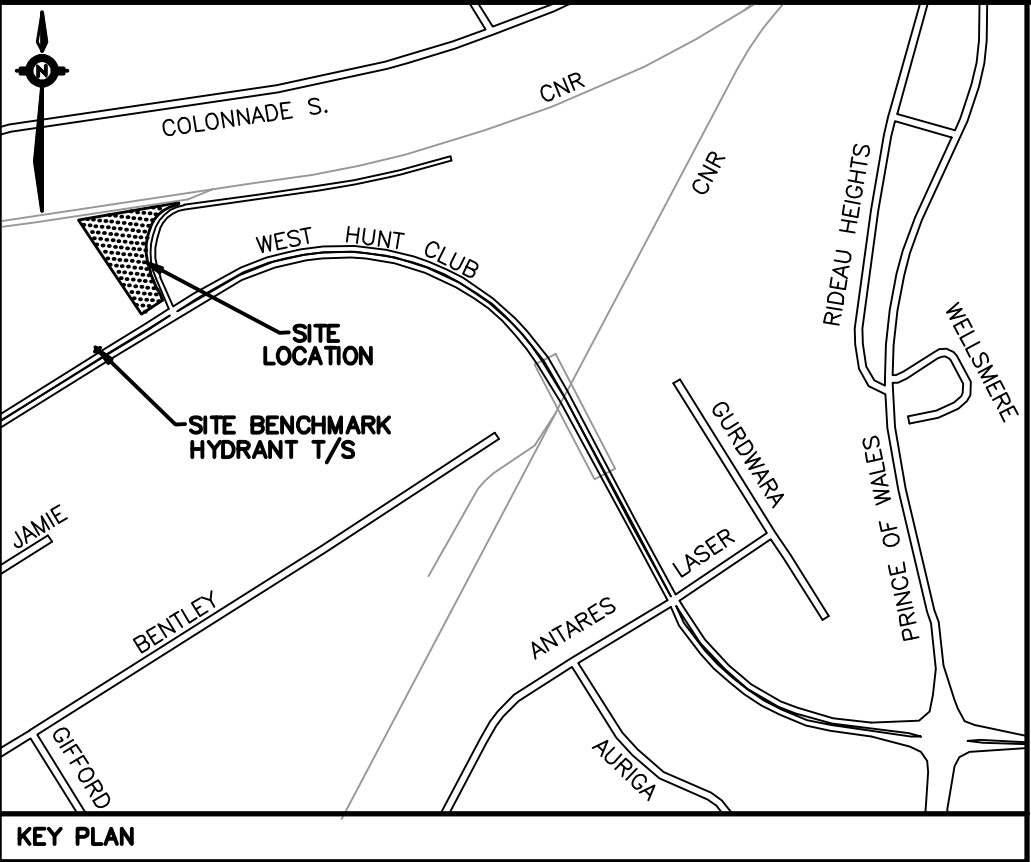 N
COLONNADE S.
CNR
CNR
RIDEAU HEIGHTS
WEST HUNT CLUB
WELLSMERE
SITE
LOCATION
SITE BENCHMARK
HYDRANT T/S
GURDWARA
PRINCE OF WALES
JAMIE
LASER
BENTLEY
ANTARES
GIFFORD
AURIGA
KEY PLAN